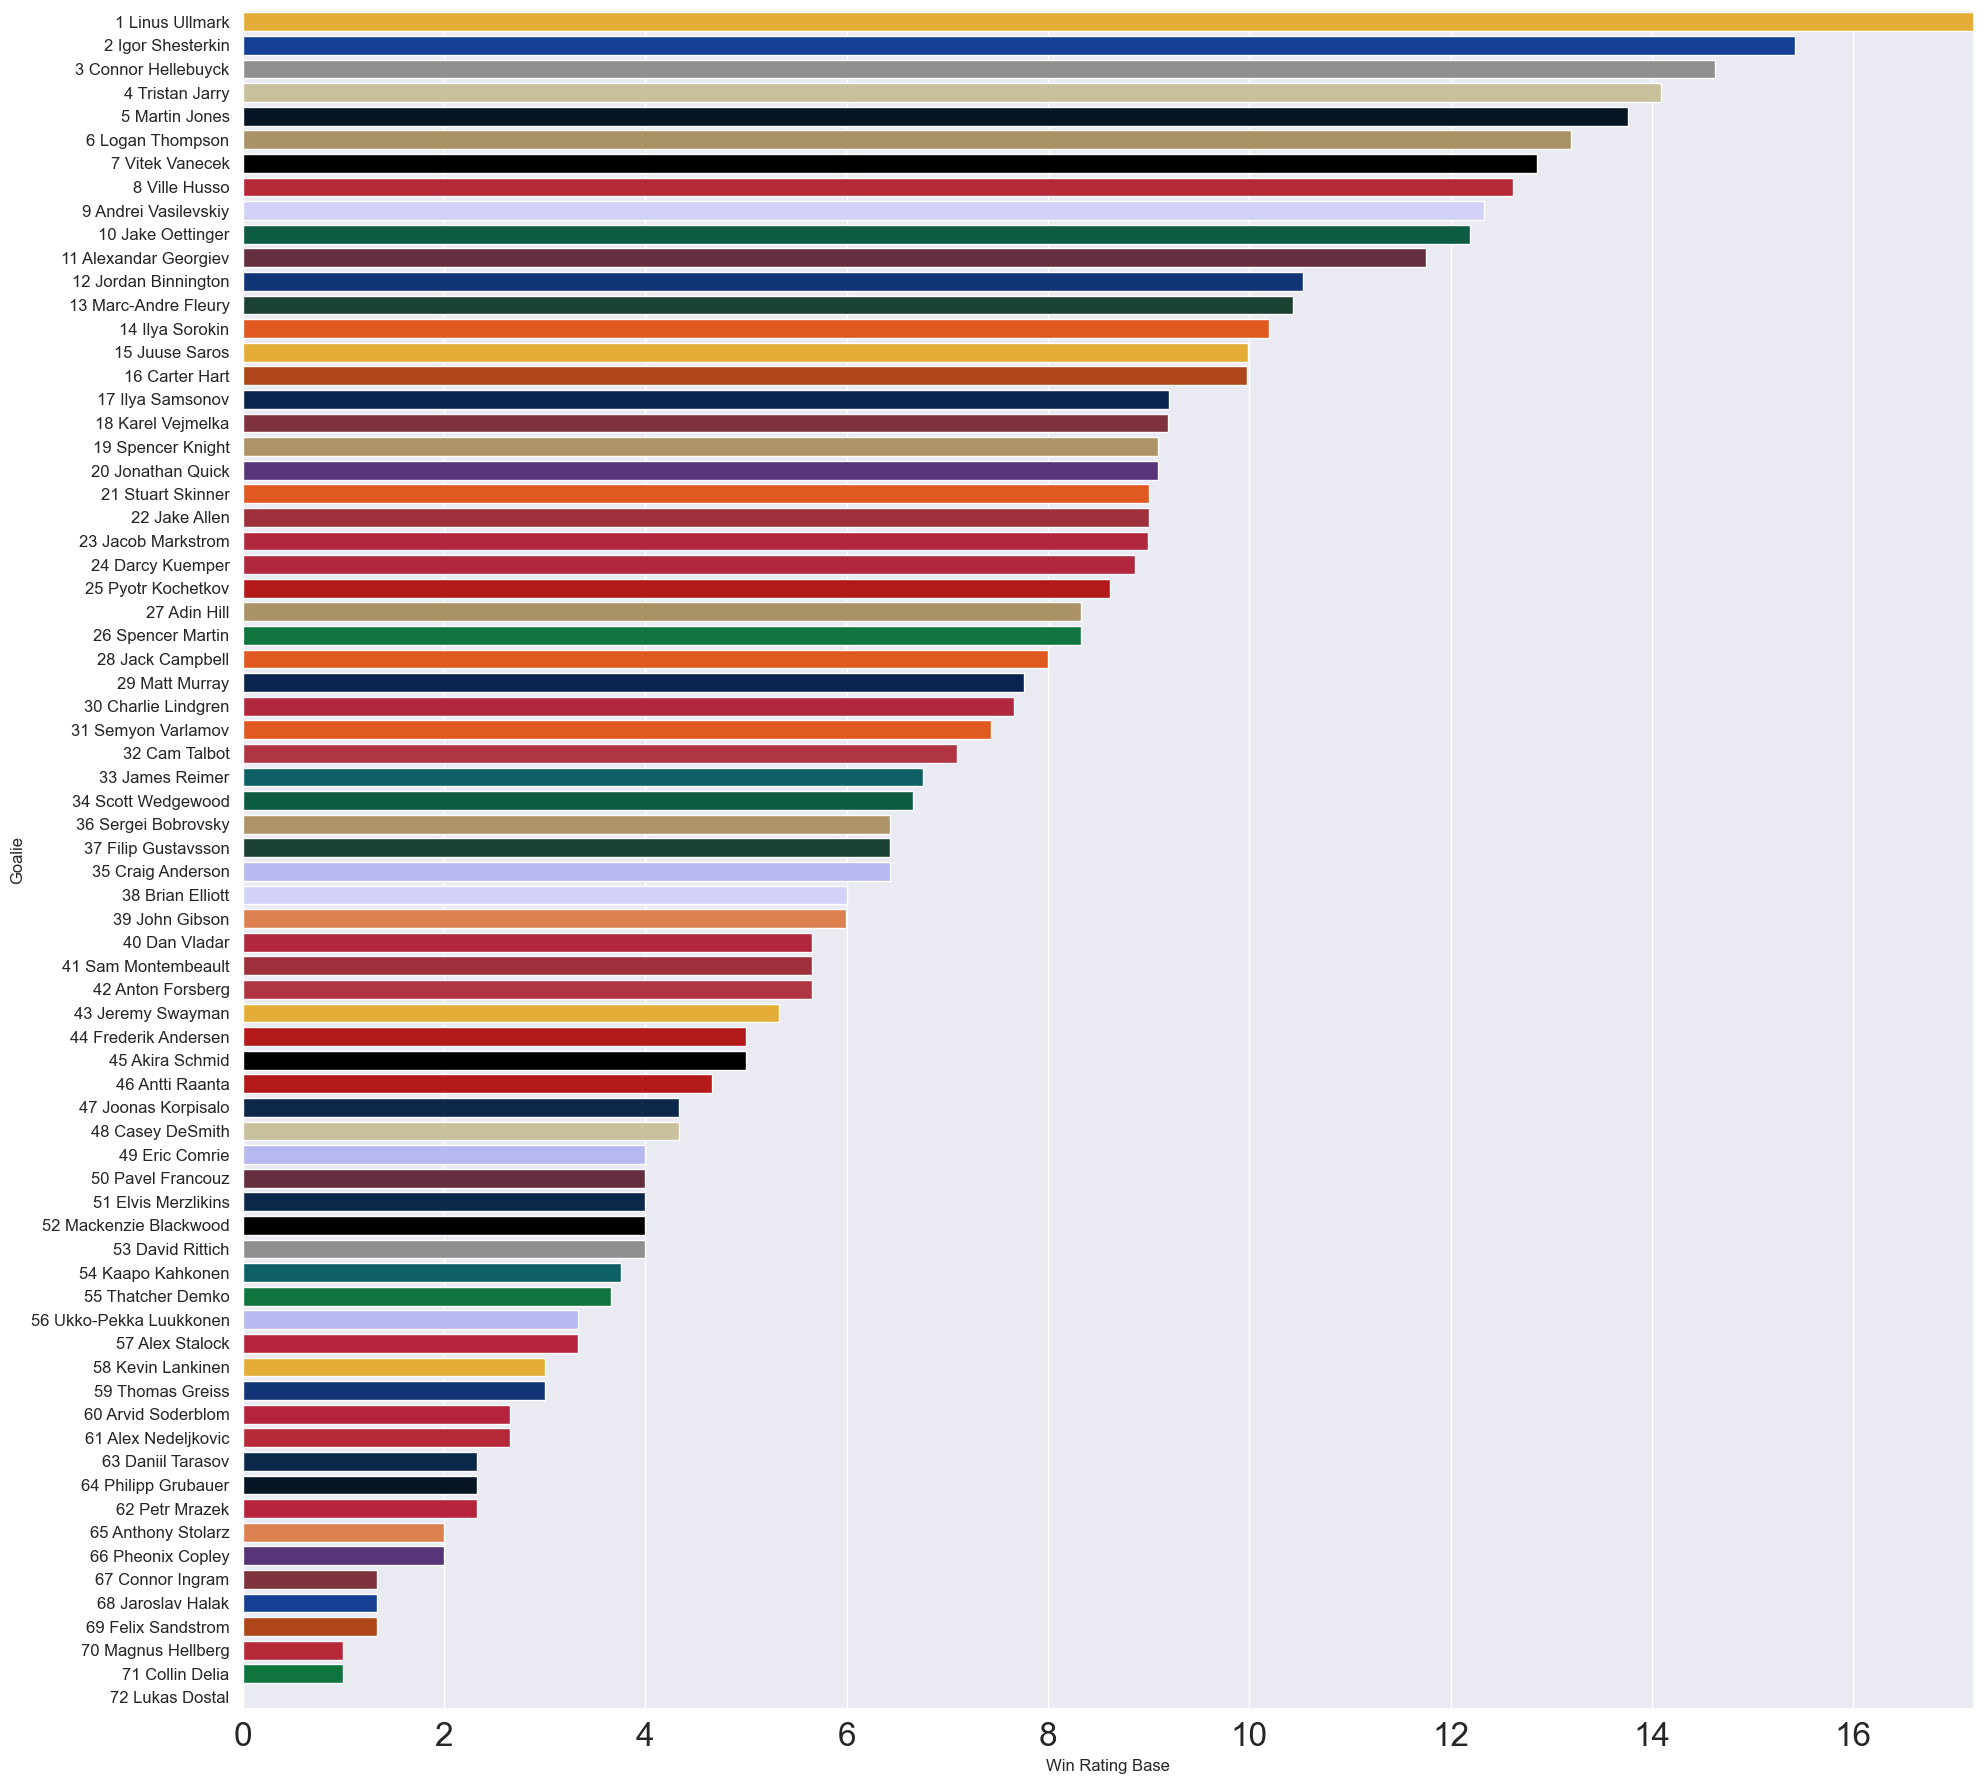 1 Linus Ullmark
2 Igor Shesterkin
3 Connor Hellebuyck
4 Tristan Jarry
5 Martin Jones
6 Logan Thompson
7 Vitek Vanecek
8 Ville Husso
9 Andrei Vasilevskiy
10 Jake Oettinger
11 Alexandar Georgiev
12 Jordan Binnington
13 Marc-Andre Fleury
14 Ilya Sorokin
15 Juuse Saros
16 Carter Hart
17 Ilya Samsonov
18 Karel Vejmelka
19 Spencer Knight
20 Jonathan Quick
21 Stuart Skinner
22 Jake Allen
23 Jacob Markstrom
24 Darcy Kuemper
25 Pyotr Kochetkov
27 Adin Hill
26 Spencer Martin
28 Jack Campbell
29 Matt Murray
30 Charlie Lindgren
31 Semyon Varlamov
32 Cam Talbot
33 James Reimer
34 Scott Wedgewood
36 Sergei Bobrovsky
37 Filip Gustavsson
35 Craig Anderson
38 Brian Elliott
39 John Gibson
40 Dan Vladar
41 Sam Montembeault
42 Anton Forsberg
43 Jeremy Swayman
44 Frederik Andersen
45 Akira Schmid
46 Antti Raanta
47 Joonas Korpisalo
48 Casey DeSmith
49 Eric Comrie
50 Pavel Francouz
51 Elvis Merzlikins
52 Mackenzie Blackwood
53 David Rittich
54 Kaapo Kahkonen
55 Thatcher Demko
56 Ukko-Pekka Luukkonen
57 Alex Stalock
58 Kevin Lankinen
59 Thomas Greiss
60 Arvid Soderblom
61 Alex Nedeljkovic
63 Daniil Tarasov
64 Philipp Grubauer
62 Petr Mrazek
65 Anthony Stolarz
66 Pheonix Copley
67 Connor Ingram
68 Jaroslav Halak
69 Felix Sandstrom
70 Magnus Hellberg
71 Collin Delia
72 Lukas Dostal
Goalie
0 2 4 6 8 10 12 14 16
Win Rating Base